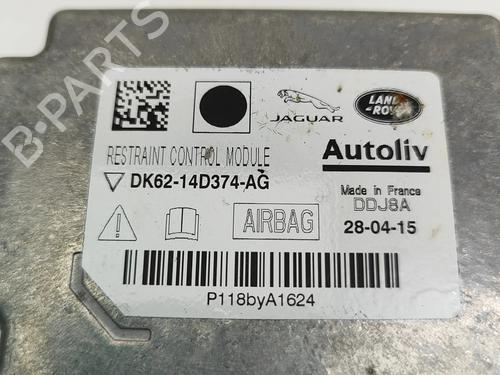 B-PARTS
JAGUAR
LAND-
ROVER
RESTRAINT CONTROL MODULE
Autoliv
DK62-14D374-AG
Made in France
DDJ8A
AIRBAG
28-04-15
P118byA1624